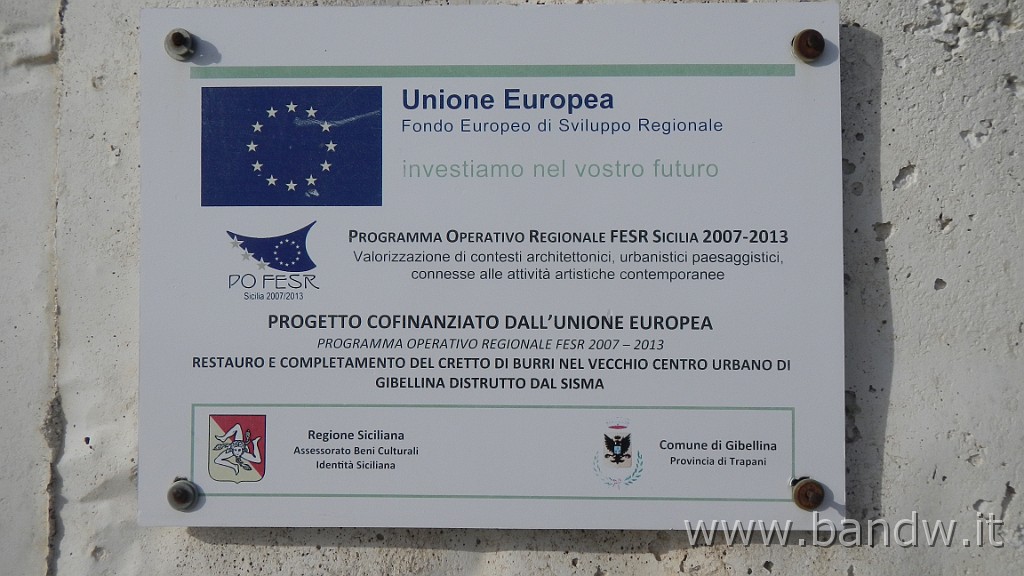 Unione Europea
Fondo Europeo di Sviluppo Regionale
investiamo nel vostro futuro
PO FESR
Sicilia 2007/2013
PROGRAMMA OPERATIVO REGIONALE FESR SICILIA 2007-2013
Valorizzazione di contesti architettonici, urbanistici paesaggistici,
connesse alle attività artistiche contemporanee
PROGETTO COFINANZIATO DALL'UNIONE EUROPEA
PROGRAMMA OPERATIVO REGIONALE FESR 2007 – 2013
RESTAURO E COMPLETAMENTO DEL CRETTO DI BURRI NEL VECCHIO CENTRO URBANO DI
GIBELLINA DISTRUTTO DAL SISMA
Regione Siciliana
Assessorato Beni Culturali
Identità Siciliana
Comune di Gibellina
Provincia di Trapani
www.bandw.it